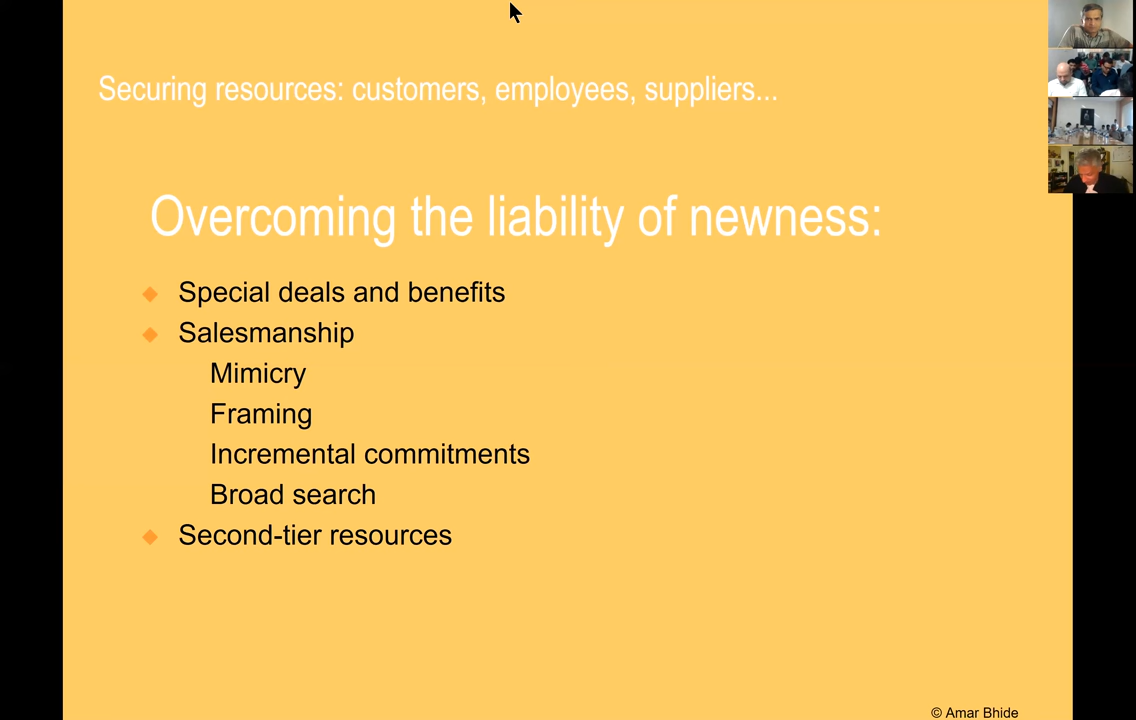 Securing resources: customers, employees, suppliers...
Overcoming the liability of newness:
Special deals and benefits
Salesmanship
Mimicry
Framing
Incremental commitments
Broad search
Second-tier resources
© Amar Bhide